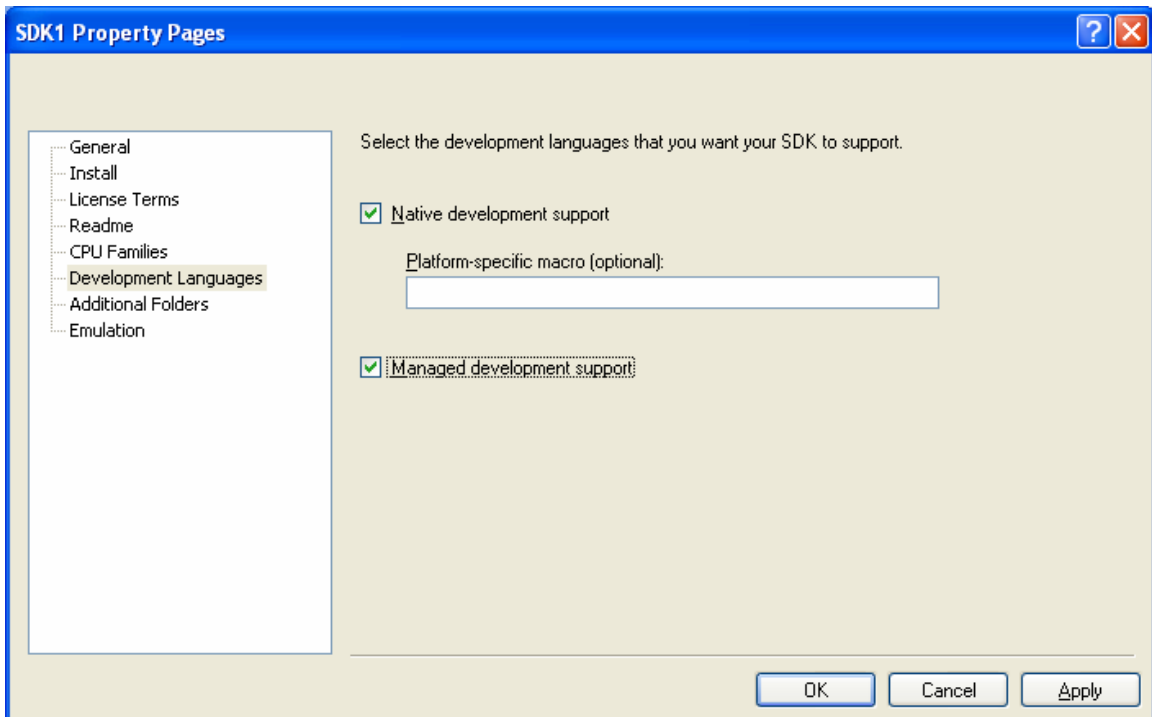 SDK1 Property Pages
?
General
Install
License Terms
Readme
CPU Families
Development Languages
Additional Folders
Emulation
Select the development languages that you want your SDK to support.
Native development support
Platform-specific macro (optional):
Managed development support
OK
Cancel
Apply